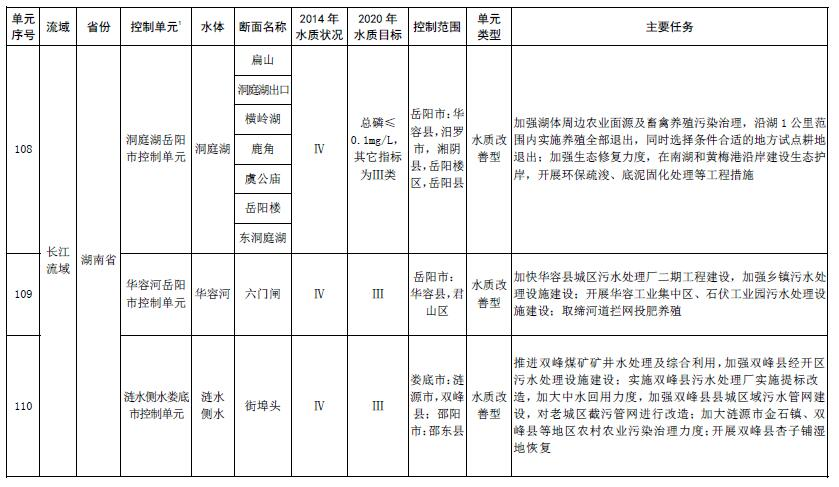 单元序号 流域 省份 控制单元¹ 水体 断面名称 2014年水质状况 2020年水质目标 控制范围 单元类型 主要任务
长江流域
湖南省
108
洞庭湖岳阳
市控制单元
洞庭湖
扁山
洞庭湖出口
横岭湖
鹿角
虞公庙
岳阳楼
东洞庭湖
Ⅳ
总磷≤
0.1mg/L,
其它指标
为Ⅲ类
岳阳市:华
容县,汨罗
市,湘阴
县,岳阳楼
区,岳阳县
水质改
善型
加强湖体周边农业面源及畜禽养殖污染治理,沿湖1公里范
围内实施养殖全部退出,同时选择条件合适的地方试点耕地
退出;加强生态修复力度,在南湖和黄梅港沿岸建设生态护
岸,开展环保疏浚、底泥固化处理等工程措施
109
华容河岳阳
市控制单元
华容河
六门闸
Ⅳ
Ⅲ
岳阳市:
华容县,君
山区
水质改
善型
加快华容县城区污水处理厂二期工程建设,加强乡镇污水处
理设施建设;开展华容工业集中区、石伏工业园污水处理设
施建设;取缔河道拦网投肥养殖
110
涟水侧水娄底
市控制单元
涟水
侧水
街埠头
Ⅳ
Ⅲ
娄底市:涟
源市,双峰
县;邵阳
市:邵东县
水质改
善型
推进双峰煤矿矿井水处理及综合利用,加强双峰县经开区
污水处理设施建设;实施双峰县污水处理厂实施提标改
造,加大中水回用力度,加强双峰县县城区域污水管网建
设,对老城区截污管网进行改造;加大涟源市金石镇、双
峰县等地区农村农业污染治理力度;开展双峰县杏子铺湿
地恢复